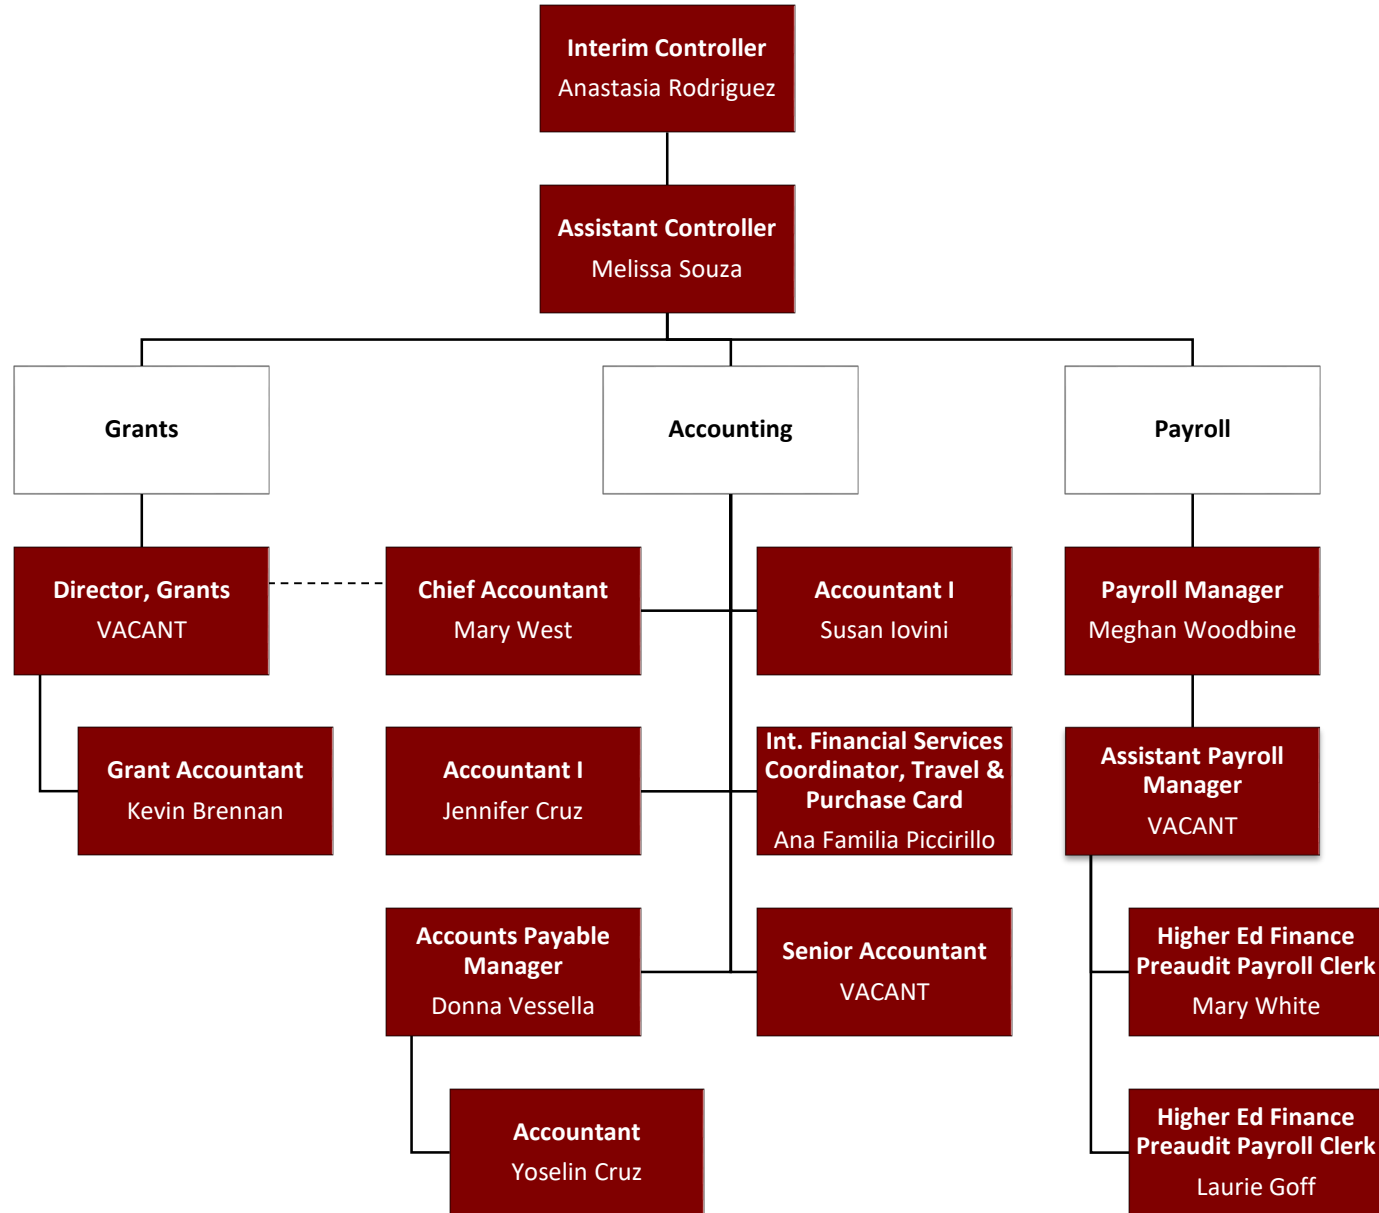 Interim Controller
Anastasia Rodriguez
Assistant Controller
Melissa Souza
Grants
Accounting
Payroll
Director, Grants
VACANT
Chief Accountant
Mary West
Accountant I
Susan Iovini
Payroll Manager
Meghan Woodbine
Grant Accountant
Kevin Brennan
Accountant I
Jennifer Cruz
Int. Financial Services
Coordinator, Travel &
Purchase Card
Ana Familia Piccirillo
Assistant Payroll
Manager
VACANT
Accounts Payable
Manager
Donna Vessella
Senior Accountant
VACANT
Higher Ed Finance
Preaudit Payroll Clerk
Mary White
Accountant
Yoselin Cruz
Higher Ed Finance
Preaudit Payroll Clerk
Laurie Goff